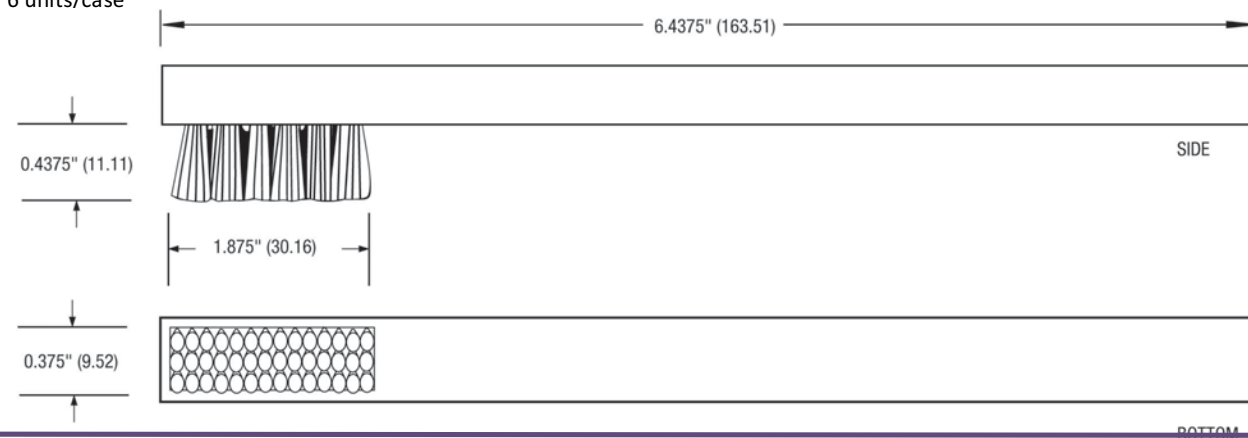 6 units/case
6.4375" (163.51)
SIDE
0.4375" (11.11)
1.875" (30.16)
0.375" (9.52)
BOTTOM